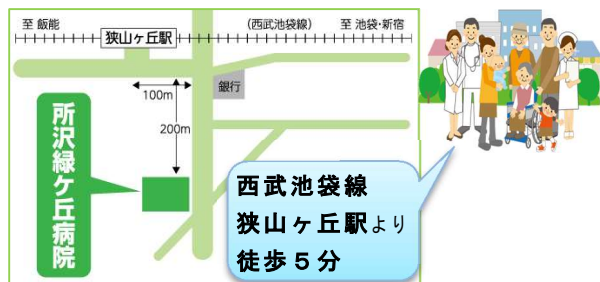 至 飯能
狭山ヶ丘駅
(西武池袋線)
至 池袋・新宿
100m
銀行
200m
所沢緑ケ丘病院
西武池袋線
狭山ヶ丘駅より
徒歩５分